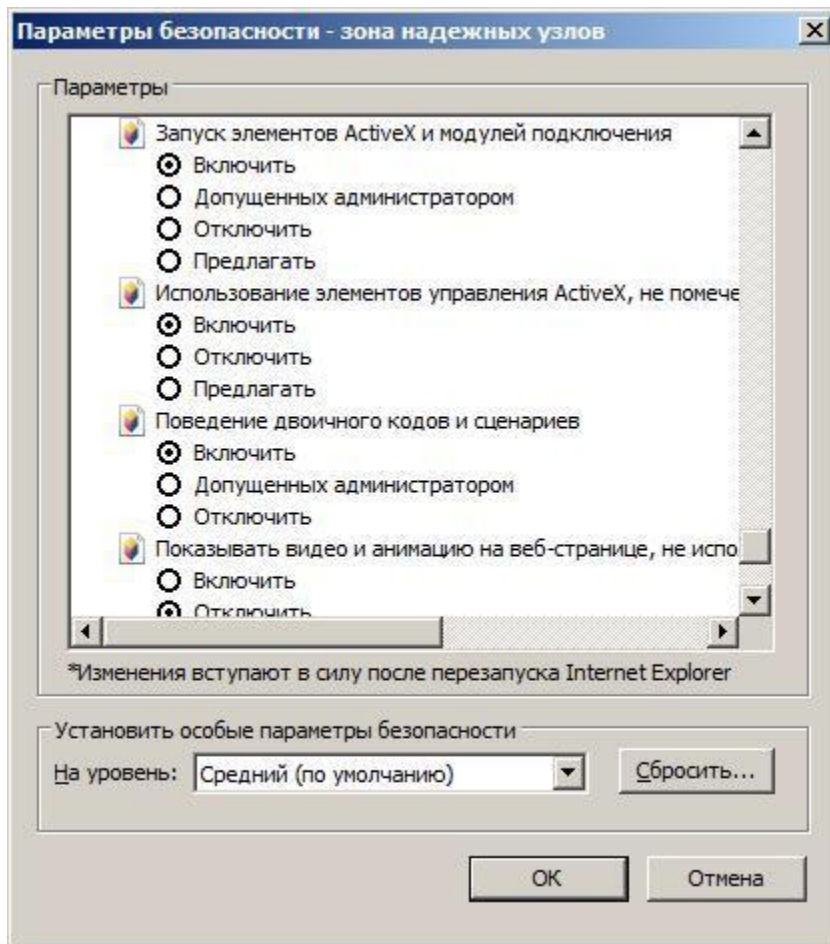 Параметры безопасности - зона надежных узлов
Параметры
Запуск элементов ActiveX и модулей подключения
Включить
Допущенных администратором
Отключить
Предлагать
Использование элементов управления ActiveX, не помече
Включить
Отключить
Предлагать
Поведение двоичного кодов и сценариев
Включить
Допущенных администратором
Отключить
Показывать видео и анимацию на веб-странице, не испо
Включить
Отключить
*Изменения вступают в силу после перезапуска Internet Explorer
Установить особые параметры безопасности
На уровень: Средний (по умолчанию) Сбросить...
ОК Отмена